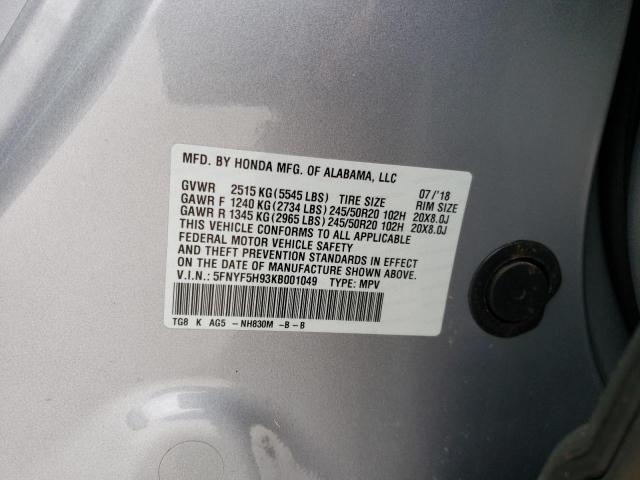 MFD. BY HONDA MFG. OF ALABAMA, LLC
GVWR 2515 KG (5545 LBS) TIRE SIZE 07/'18 RIM SIZE
GAWR F 1240 KG (2734 LBS) 245/50R20 102H 20X8.0J
GAWR R 1345 KG (2965 LBS) 245/50R20 102H 20X8.0J
THIS VEHICLE CONFORMS TO ALL APPLICABLE
FEDERAL MOTOR VEHICLE SAFETY
AND THEFT PREVENTION STANDARDS IN EFFECT
ON THE DATE OF MANUFACTURE SHOWN ABOVE.
V.I.N.: 5FNYF5H93KB001049 TYPE: MPV
TG8 K AG5 - NH830M -B - B